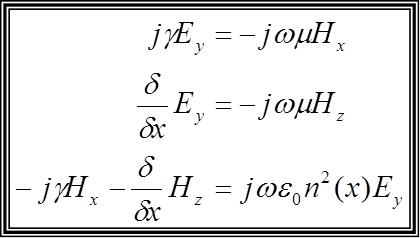 jγE_y = −jωμH_x
δ/δx E_y = −jωμH_z
− jγH_x − δ/δx H_z = jωε_0 n^2(x)E_y